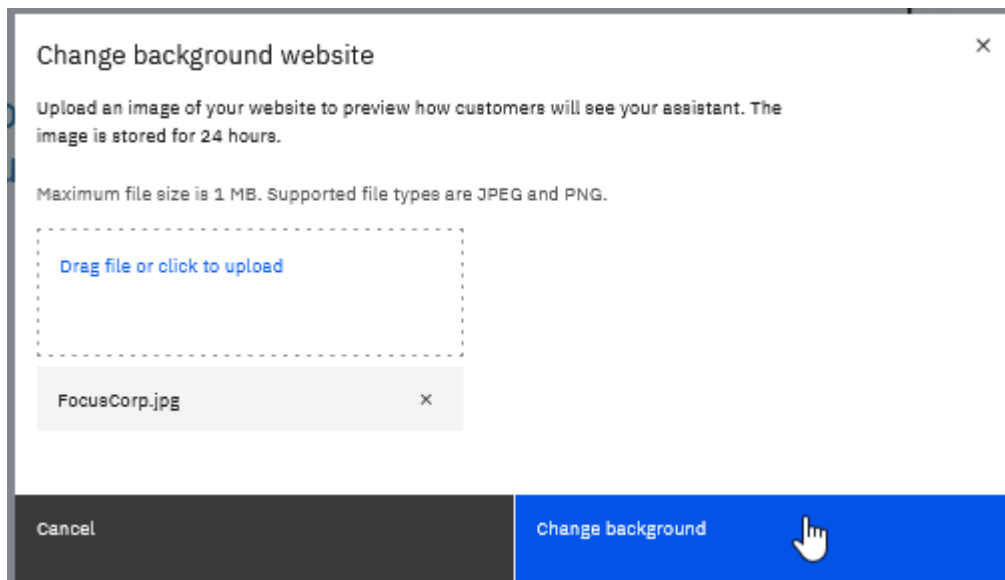 Change background website
Upload an image of your website to preview how customers will see your assistant. The
image is stored for 24 hours.
Maximum file size is 1 MB. Supported file types are JPEG and PNG.
Drag file or click to upload
FocusCorp.jpg
Cancel
Change background